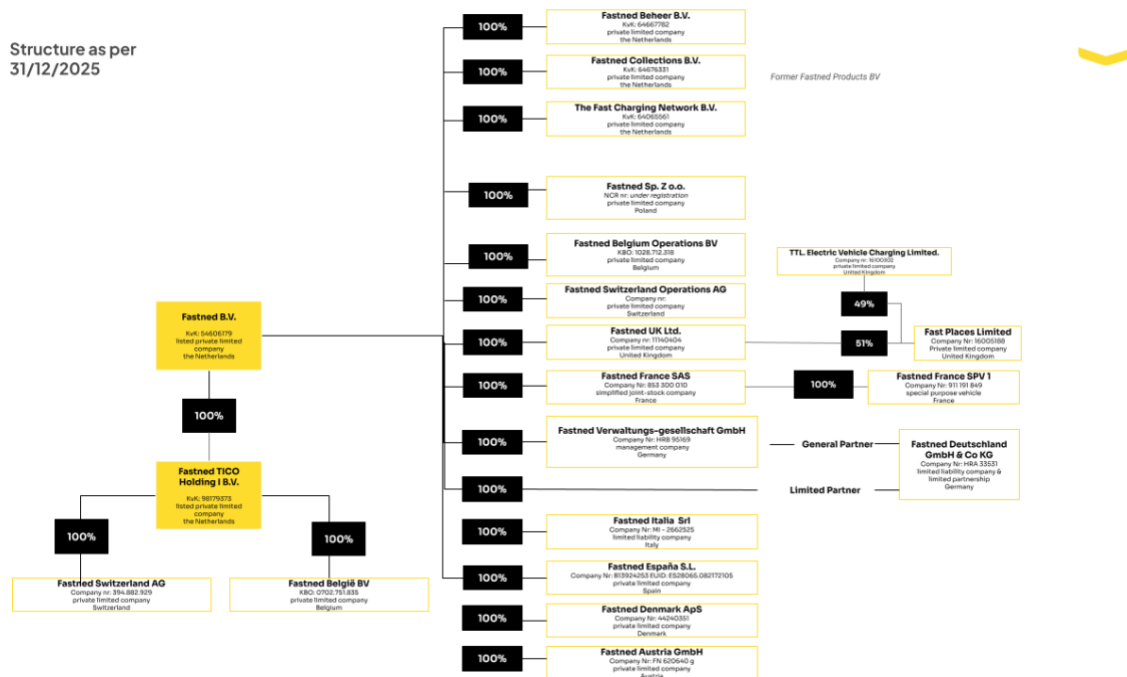 Structure as per
31/12/2025
100%
Fastned Beheer B.V.
KvK: 64667782
private limited company
the Netherlands
100%
Fastned Collections B.V.
KvK: 64676331
private limited company
the Netherlands
Former Fastned Products BV
100%
The Fast Charging Network B.V.
KvK: 64065561
private limited company
the Netherlands
100%
Fastned Sp. Z o.o.
NCR nr: under registration
private limited company
Poland
100%
Fastned Belgium Operations BV
KBO: 1028.712.318
private limited company
Belgium
TTL. Electric Vehicle Charging Limited.
Company nr: 16100302
private limited company
United Kingdom
100%
Fastned Switzerland Operations AG
Company nr:
private limited company
Switzerland
49%
Fastned B.V.
KvK: 54606179
listed private limited
company
the Netherlands
100%
Fastned UK Ltd.
Company nr: 11140404
private limited company
United Kingdom
51%
Fast Places Limited
Company Nr: 16005188
Private limited company
United Kingdom
100%
Fastned France SAS
Company Nr: 853 300 010
simplified joint-stock company
France
100%
Fastned France SPV 1
Company Nr: 911 191 849
special purpose vehicle
France
100%
100%
Fastned Verwaltungs-gesellschaft GmbH
Company Nr: HRB 95169
management company
Germany
General Partner
Fastned Deutschland
GmbH & Co KG
Company Nr: HRA 33531
limited liability company &
limited partnership
Germany
Fastned TICO
Holding I B.V.
KvK: 98179373
listed private limited
company
the Netherlands
100%
Limited Partner
100%
100%
100%
Fastned Italia Srl
Company Nr: MI - 2662525
limited liability company
Italy
Fastned Switzerland AG
Company nr: 394.882.929
private limited company
Switzerland
Fastned België BV
KBO: 0702.751.835
private limited company
Belgium
100%
Fastned España S.L.
Company Nr: B13924253 EUID: ES28065.082172105
private limited company
Spain
100%
Fastned Denmark ApS
Company Nr: 44240351
private limited company
Denmark
100%
Fastned Austria GmbH
Company Nr: FN 620640 g
private limited company
Austria